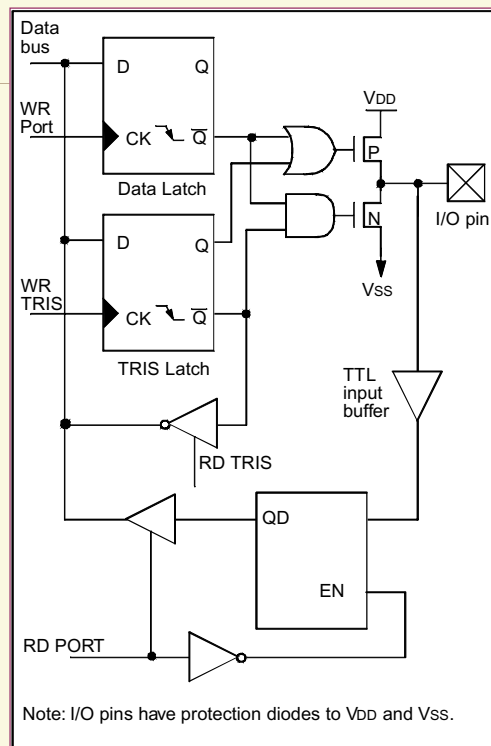 Data
bus
D
Q
VDD
WR
Port
CK
Q
P
Data Latch
N
I/O pin
D
Q
VSS
WR
TRIS
CK
Q
TRIS Latch
TTL
input
buffer
RD TRIS
QD
EN
RD PORT
Note: I/O pins have protection diodes to VDD and VSS.